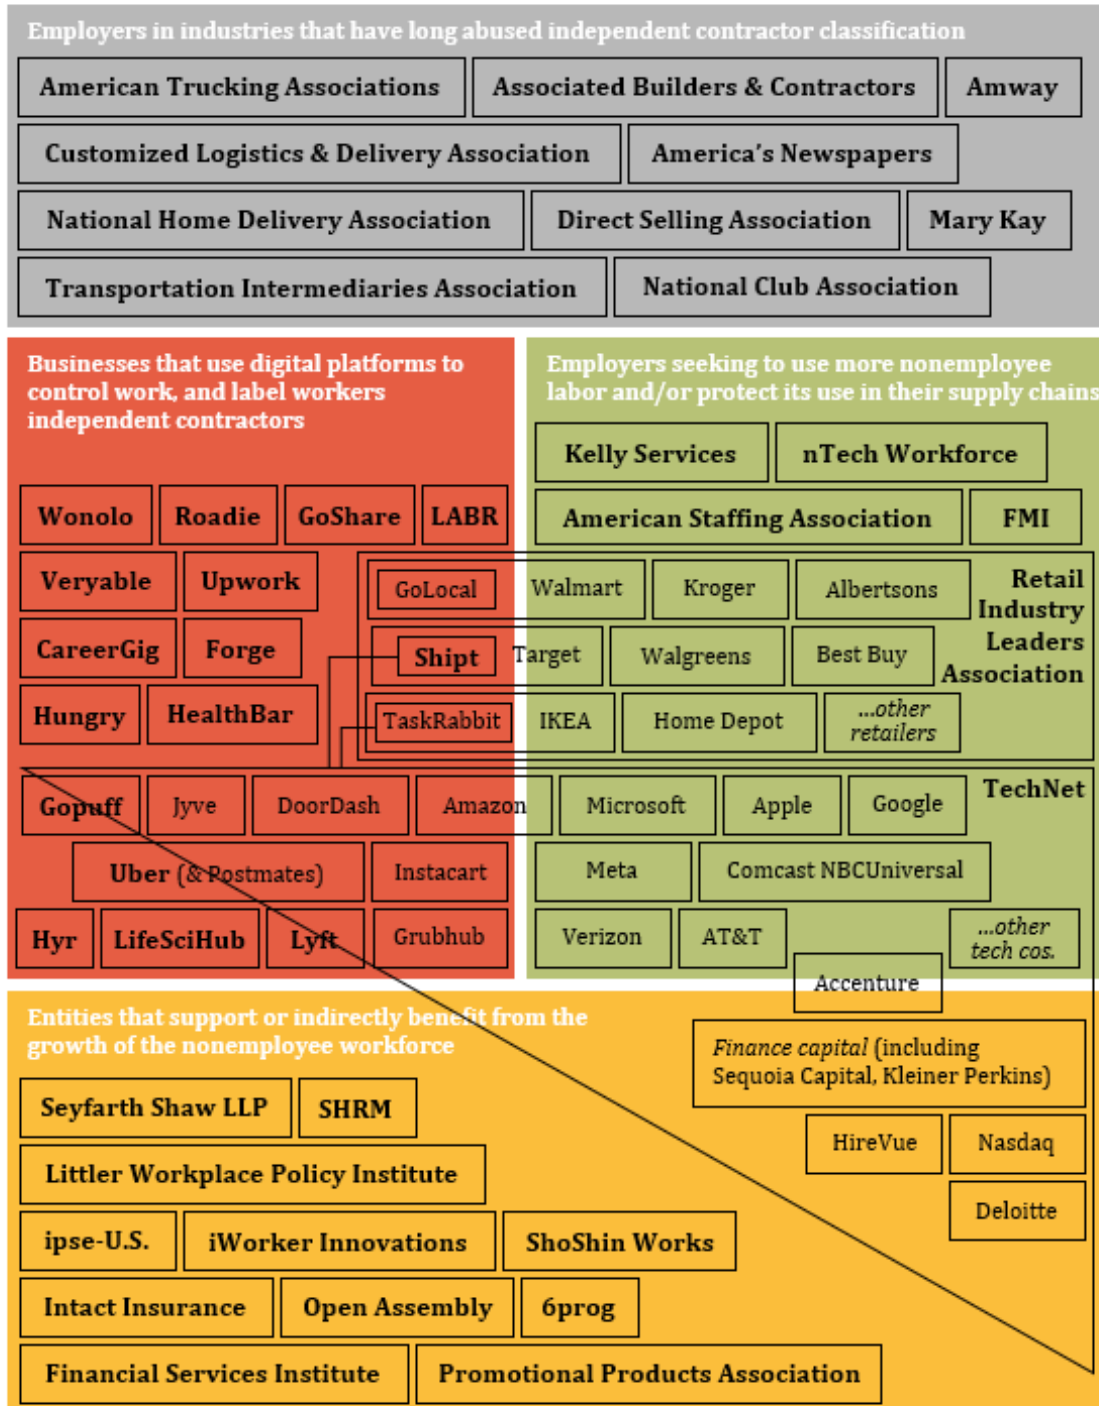 Employers in industries that have long abused independent contractor classification
American Trucking Associations
Associated Builders & Contractors
Amway
Customized Logistics & Delivery Association
America's Newspapers
National Home Delivery Association
Direct Selling Association
Mary Kay
Transportation Intermediaries Association
National Club Association
Businesses that use digital platforms to
control work, and label workers
independent contractors
Wonolo
Roadie
GoShare
LABR
Veryable
Upwork
CareerGig
Forge
Hungry
HealthBar
Employers seeking to use more nonemployee
labor and/or protect its use in their supply chains
Kelly Services
nTech Workforce
American Staffing Association
FMI
GoLocal
Walmart
Kroger
Albertsons
Retail
Industry
Leaders
Association
Shipt
Target
Walgreens
Best Buy
TaskRabbit
IKEA
Home Depot
...other
retailers
Gopuff
Jyve
DoorDash
Amazon
Microsoft
Apple
Google
TechNet
Uber (& Postmates)
Instacart
Meta
Comcast NBCUniversal
Hyr
LifeSciHub
Lyft
Grubhub
Verizon
AT&T
...other
tech cos.
Accenture
Entities that support or indirectly benefit from the
growth of the nonemployee workforce
Finance capital (including
Sequoia Capital, Kleiner Perkins)
Seyfarth Shaw LLP
SHRM
HireVue
Nasdaq
Littler Workplace Policy Institute
Deloitte
ipse-U.S.
iWorker Innovations
ShoShin Works
Intact Insurance
Open Assembly
6prog
Financial Services Institute
Promotional Products Association